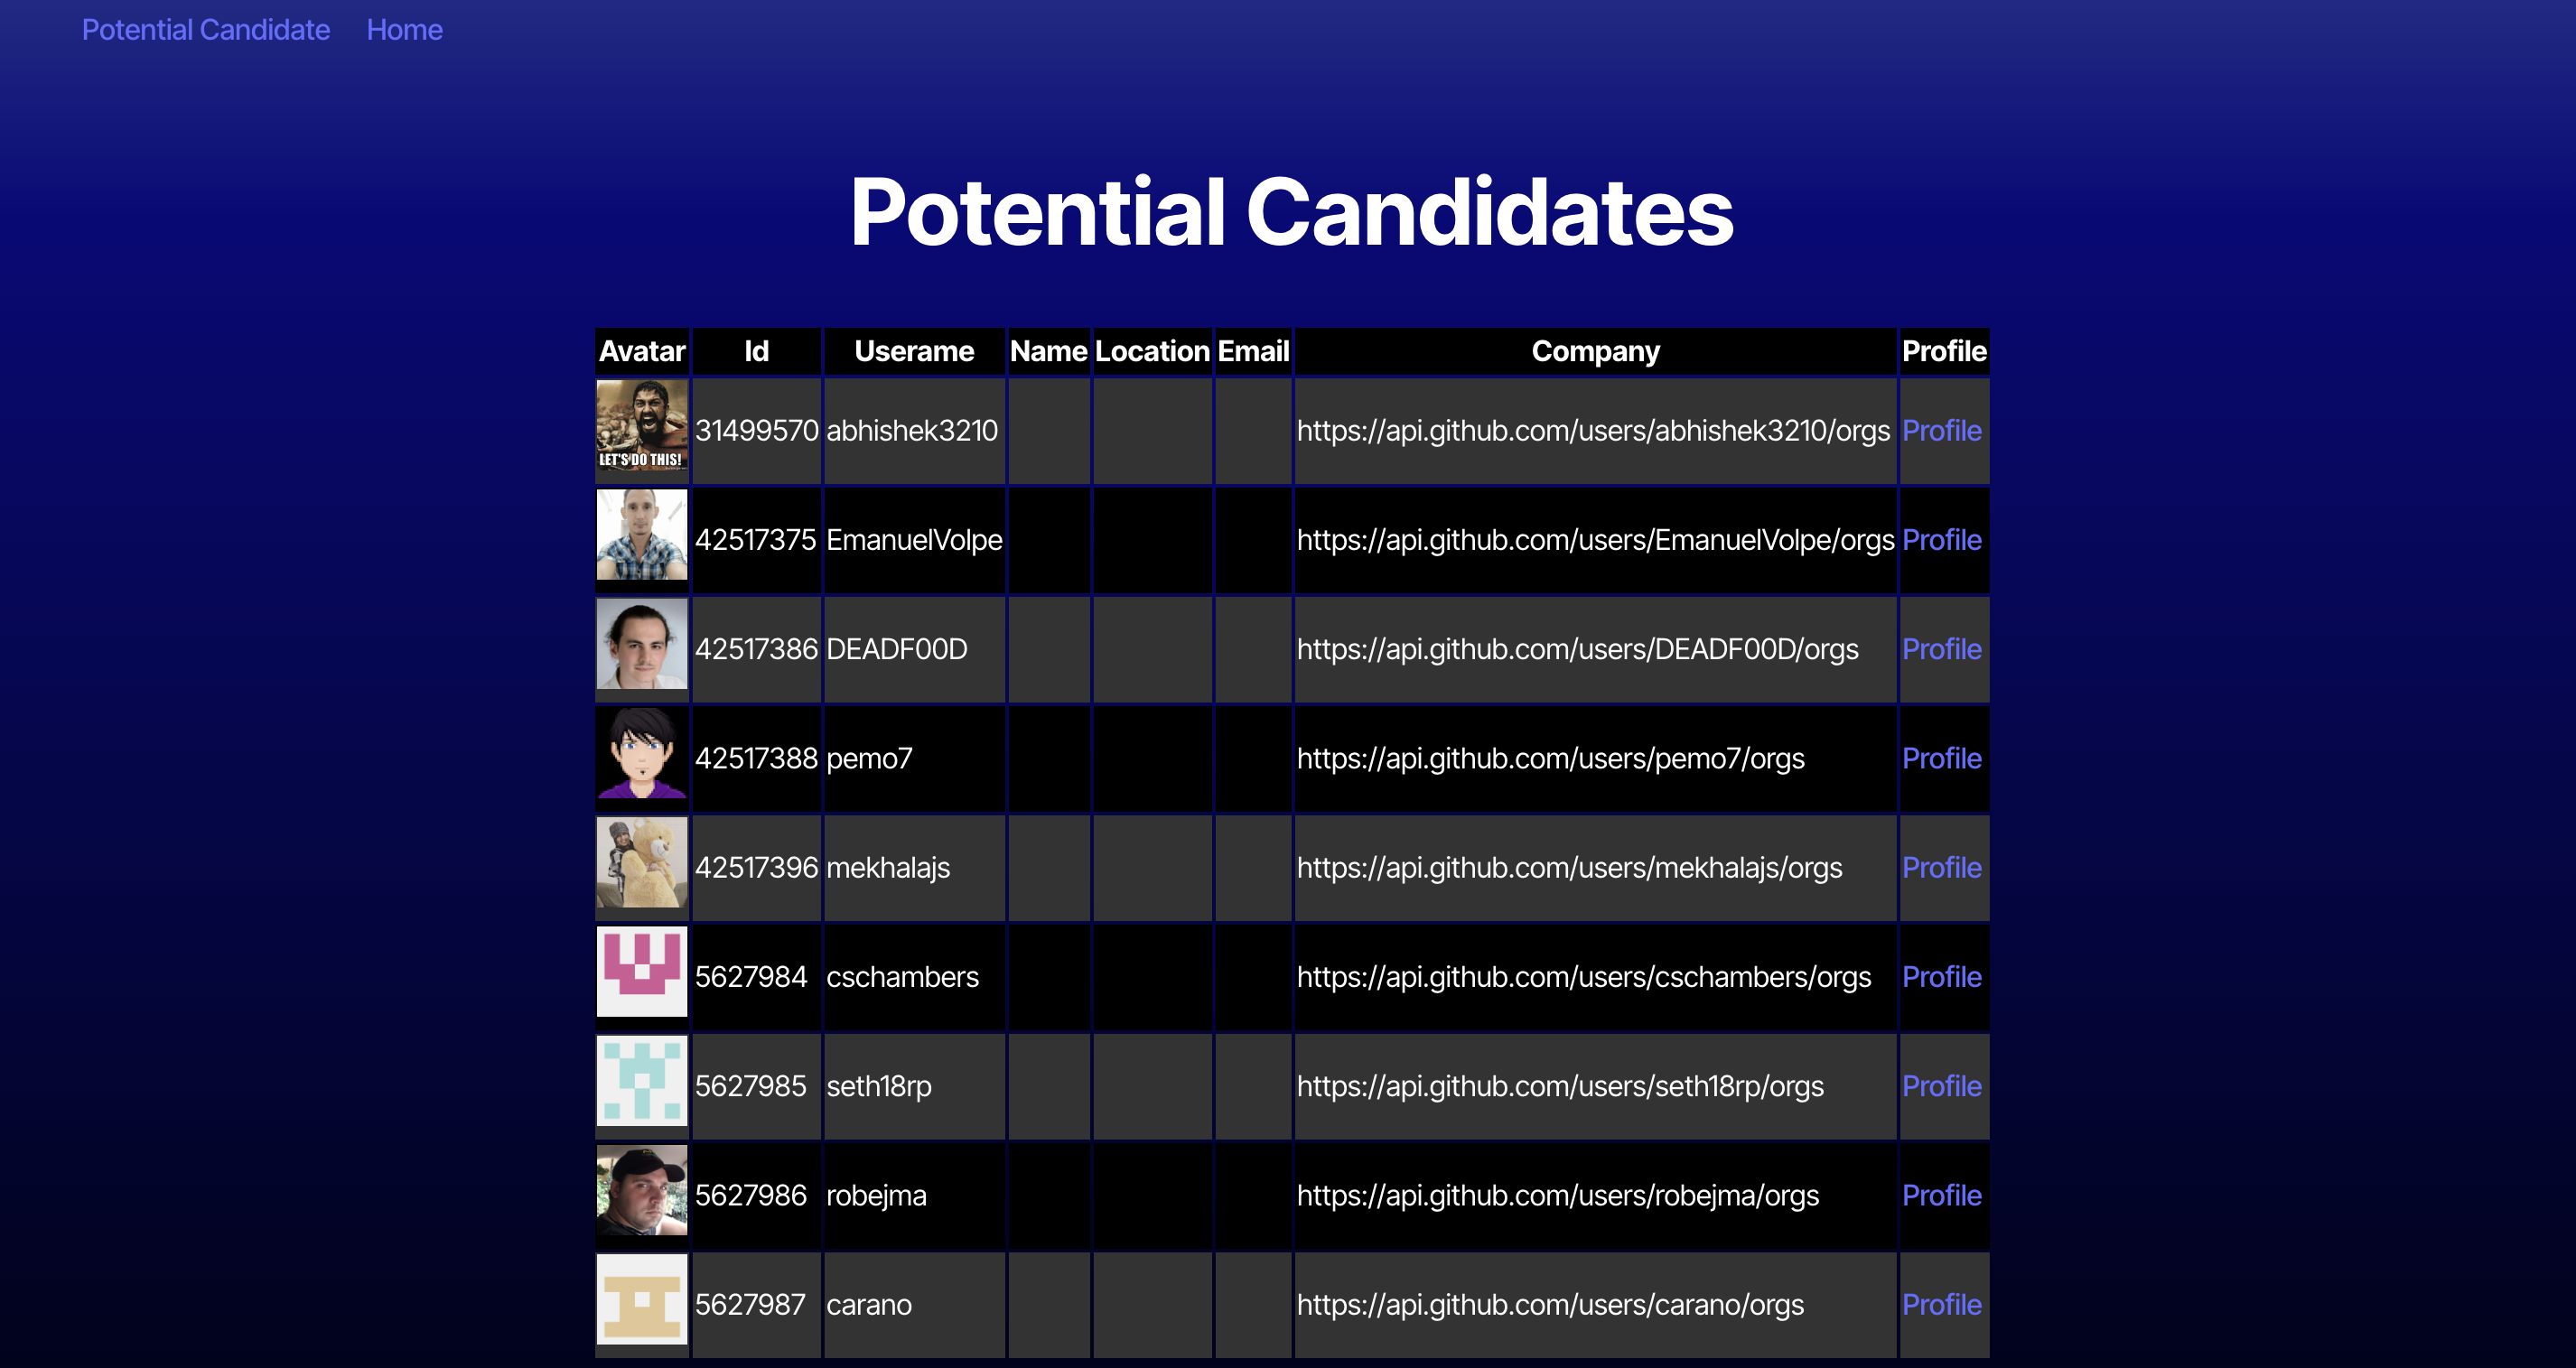 Potential Candidate Home
Potential Candidates
Avatar Id Userame Name Location Email Company Profile
LET'S DO THIS!
31499570 abhishek3210 https://api.github.com/users/abhishek3210/orgs Profile
42517375 EmanuelVolpe https://api.github.com/users/EmanuelVolpe/orgs Profile
42517386 DEADF00D https://api.github.com/users/DEADF00D/orgs Profile
42517388 pemo7 https://api.github.com/users/pemo7/orgs Profile
42517396 mekhalajs https://api.github.com/users/mekhalajs/orgs Profile
5627984 cschambers https://api.github.com/users/cschambers/orgs Profile
5627985 seth18rp https://api.github.com/users/seth18rp/orgs Profile
5627986 robejma https://api.github.com/users/robejma/orgs Profile
5627987 carano https://api.github.com/users/carano/orgs Profile